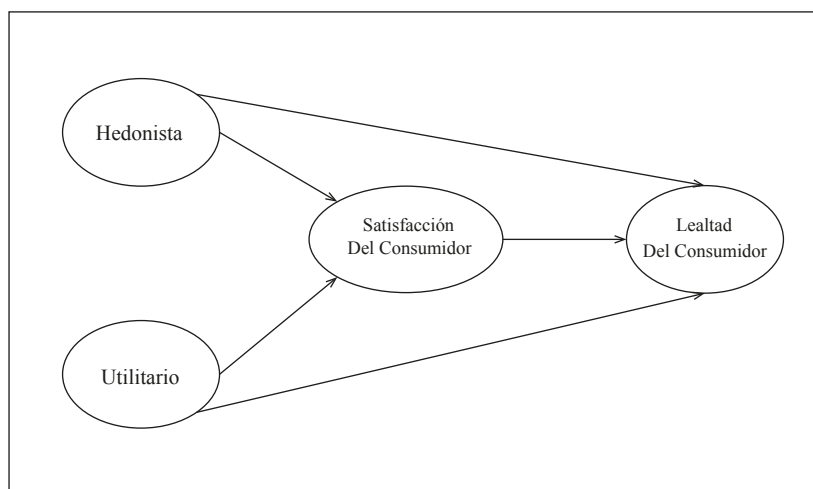 Hedonista
Satisfacción
Del Consumidor
Lealtad
Del Consumidor
Utilitario